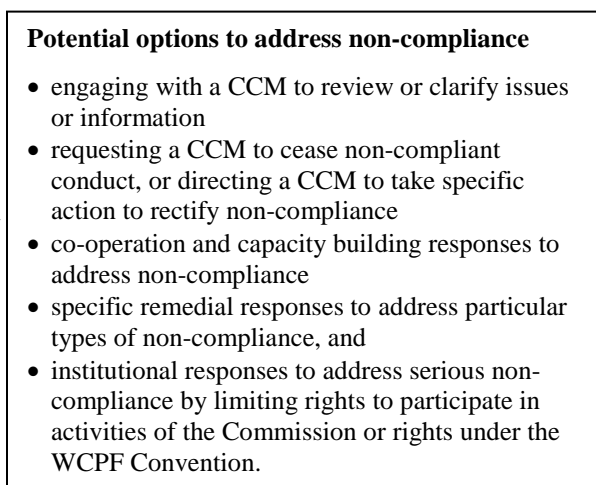 Potential options to address non-compliance
• engaging with a CCM to review or clarify issues
or information
• requesting a CCM to cease non-compliant
conduct, or directing a CCM to take specific
action to rectify non-compliance
• co-operation and capacity building responses to
address non-compliance
• specific remedial responses to address particular
types of non-compliance, and
• institutional responses to address serious non-
compliance by limiting rights to participate in
activities of the Commission or rights under the
WCPF Convention.